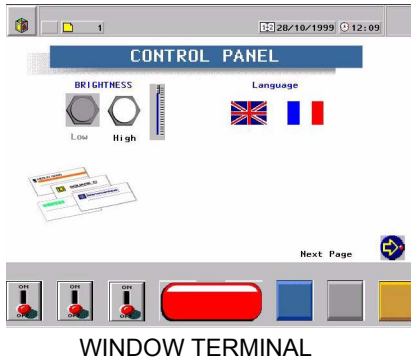 1 28/10/1999 12:09
CONTROL PANEL
BRIGHTNESS Language
Low High
Next Page
ON ON ON
OFF OFF OFF
WINDOW TERMINAL